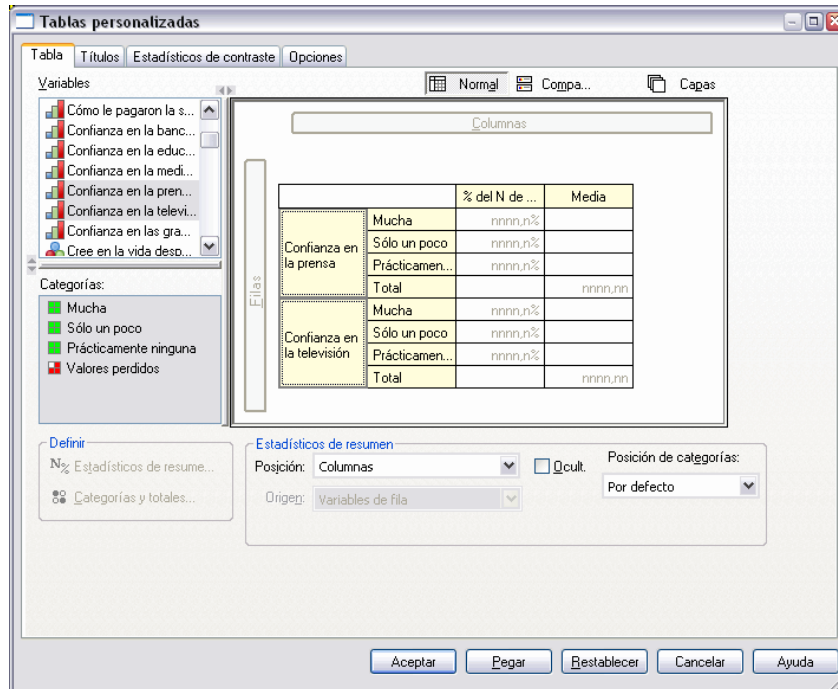 Tablas personalizadas
Tabla Títulos Estadísticos de contraste Opciones
Variables
Normal Compa... Capas
Cómo le pagaron la s...
Confianza en la banc...
Confianza en la educ...
Confianza en la medi...
Confianza en la pren...
Confianza en la televi...
Confianza en las gra...
Cree en la vida desp...
Categorías:
Mucha
Sólo un poco
Prácticamente ninguna
Valores perdidos
Columnas
Filas
% del N de ... Media
Confianza en la prensa
Mucha nnnn,n%
Sólo un poco nnnn,n%
Prácticamen... nnnn,n%
Total nnnn,nn
Confianza en la televisión
Mucha nnnn,n%
Sólo un poco nnnn,n%
Prácticamen... nnnn,n%
Total nnnn,nn
Definir
N% Estadísticos de resume...
Categorías y totales...
Estadísticos de resumen
Posición: Columnas
Ocult.
Origen: Variables de fila
Posición de categorías:
Por defecto
Aceptar Pegar Restablecer Cancelar Ayuda